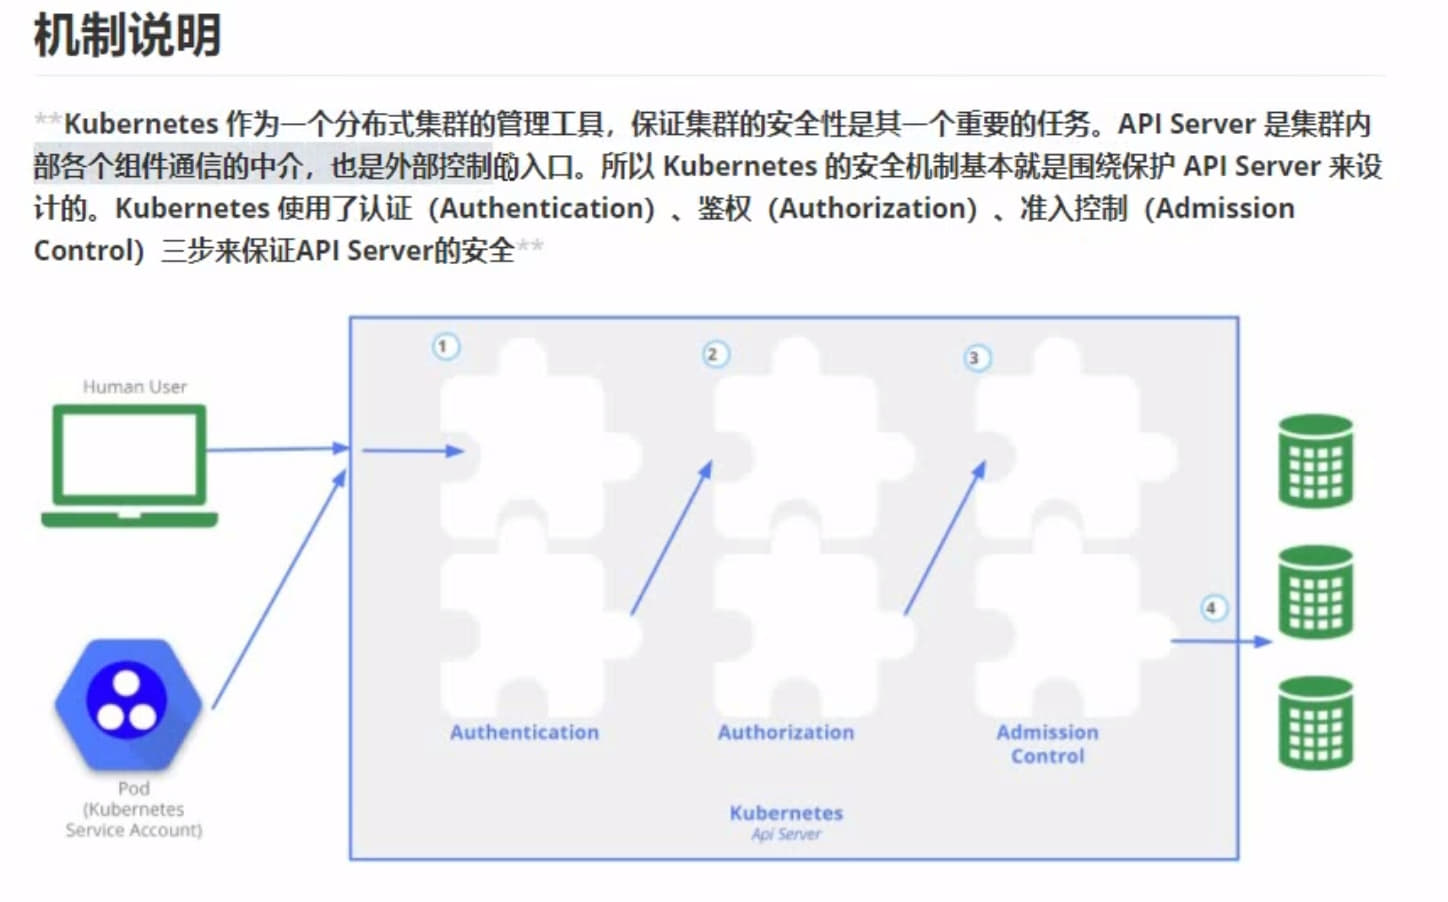 机制说明
**Kubernetes 作为一个分布式集群的管理工具，保证集群的安全性是其一个重要的任务。API Server 是集群内
部各个组件通信的中介，也是外部控制的入口。所以 Kubernetes 的安全机制基本就是围绕保护 API Server 来设
计的。Kubernetes 使用了认证（Authentication）、鉴权（Authorization）、准入控制（Admission
Control）三步来保证API Server的安全**
Human User
1
2
3
4
Pod
(Kubernetes
Service Account)
Authentication
Authorization
Admission
Control
Kubernetes
Api Server